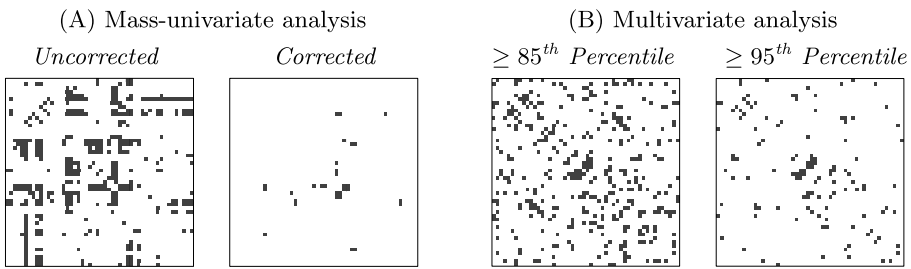 (A) Mass-univariate analysis
Uncorrected
Corrected
(B) Multivariate analysis
≥ 85th Percentile
≥ 95th Percentile